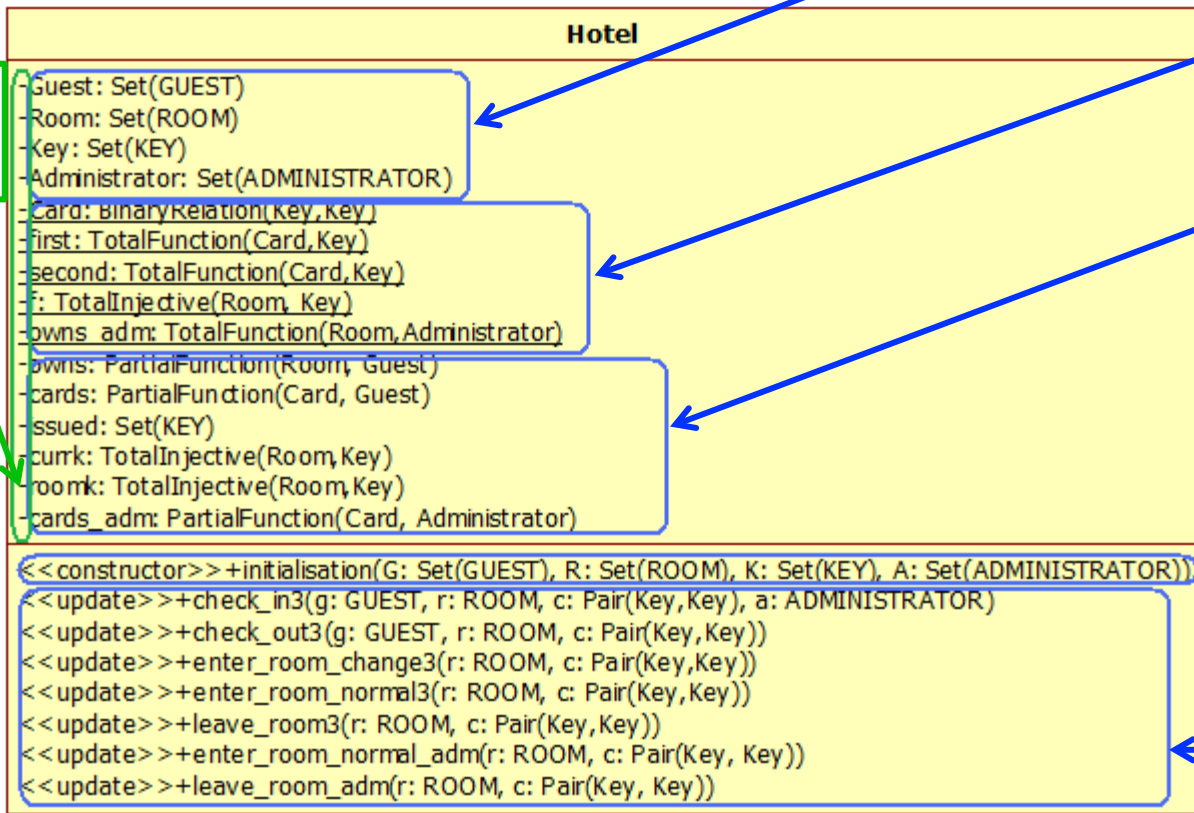 Hotel
-Guest: Set(GUEST)
-Room: Set(ROOM)
-Key: Set(KEY)
-Administrator: Set(ADMINISTRATOR)
-Card: BinaryRelation(Key,Key)
-first: TotalFunction(Card,Key)
-second: TotalFunction(Card,Key)
-f: TotalInjective(Room, Key)
-owns_adm: TotalFunction(Room,Administrator)
-owns: PartialFunction(Room, Guest)
-cards: PartialFunction(Card, Guest)
-issued: Set(KEY)
-currk: TotalInjective(Room,Key)
-roomk: TotalInjective(Room,Key)
-cards_adm: PartialFunction(Card, Administrator)
<<constructor>>+initialisation(G: Set(GUEST), R: Set(ROOM), K: Set(KEY), A: Set(ADMINISTRATOR))
<<update>>+check_in3(g: GUEST, r: ROOM, c: Pair(Key,Key), a: ADMINISTRATOR)
<<update>>+check_out3(g: GUEST, r: ROOM, c: Pair(Key,Key))
<<update>>+enter_room_change3(r: ROOM, c: Pair(Key,Key))
<<update>>+enter_room_normal3(r: ROOM, c: Pair(Key,Key))
<<update>>+leave_room3(r: ROOM, c: Pair(Key,Key))
<<update>>+enter_room_normal_adm(r: ROOM, c: Pair(Key, Key))
<<update>>+leave_room_adm(r: ROOM, c: Pair(Key, Key))